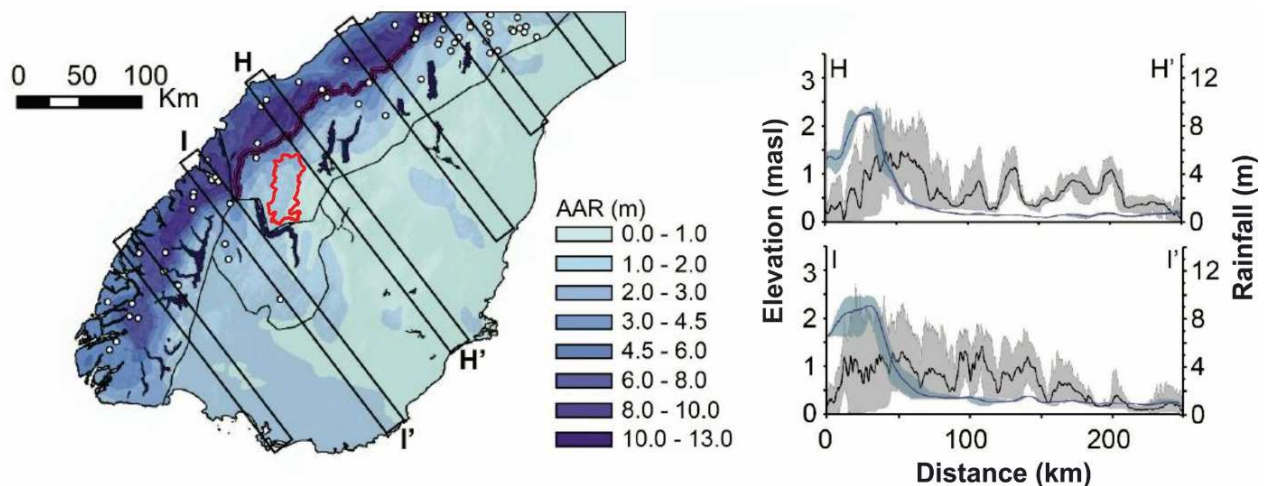 0 50 100
Km
H
I
H'
I'
AAR (m)
0.0 - 1.0
1.0 - 2.0
2.0 - 3.0
3.0 - 4.5
4.5 - 6.0
6.0 - 8.0
8.0 - 10.0
10.0 - 13.0
H H'
3
2
1
0
12
8
4
0
I I'
3
2
1
0
12
8
4
0
Elevation (masl)
Rainfall (m)
0 100 200
Distance (km)